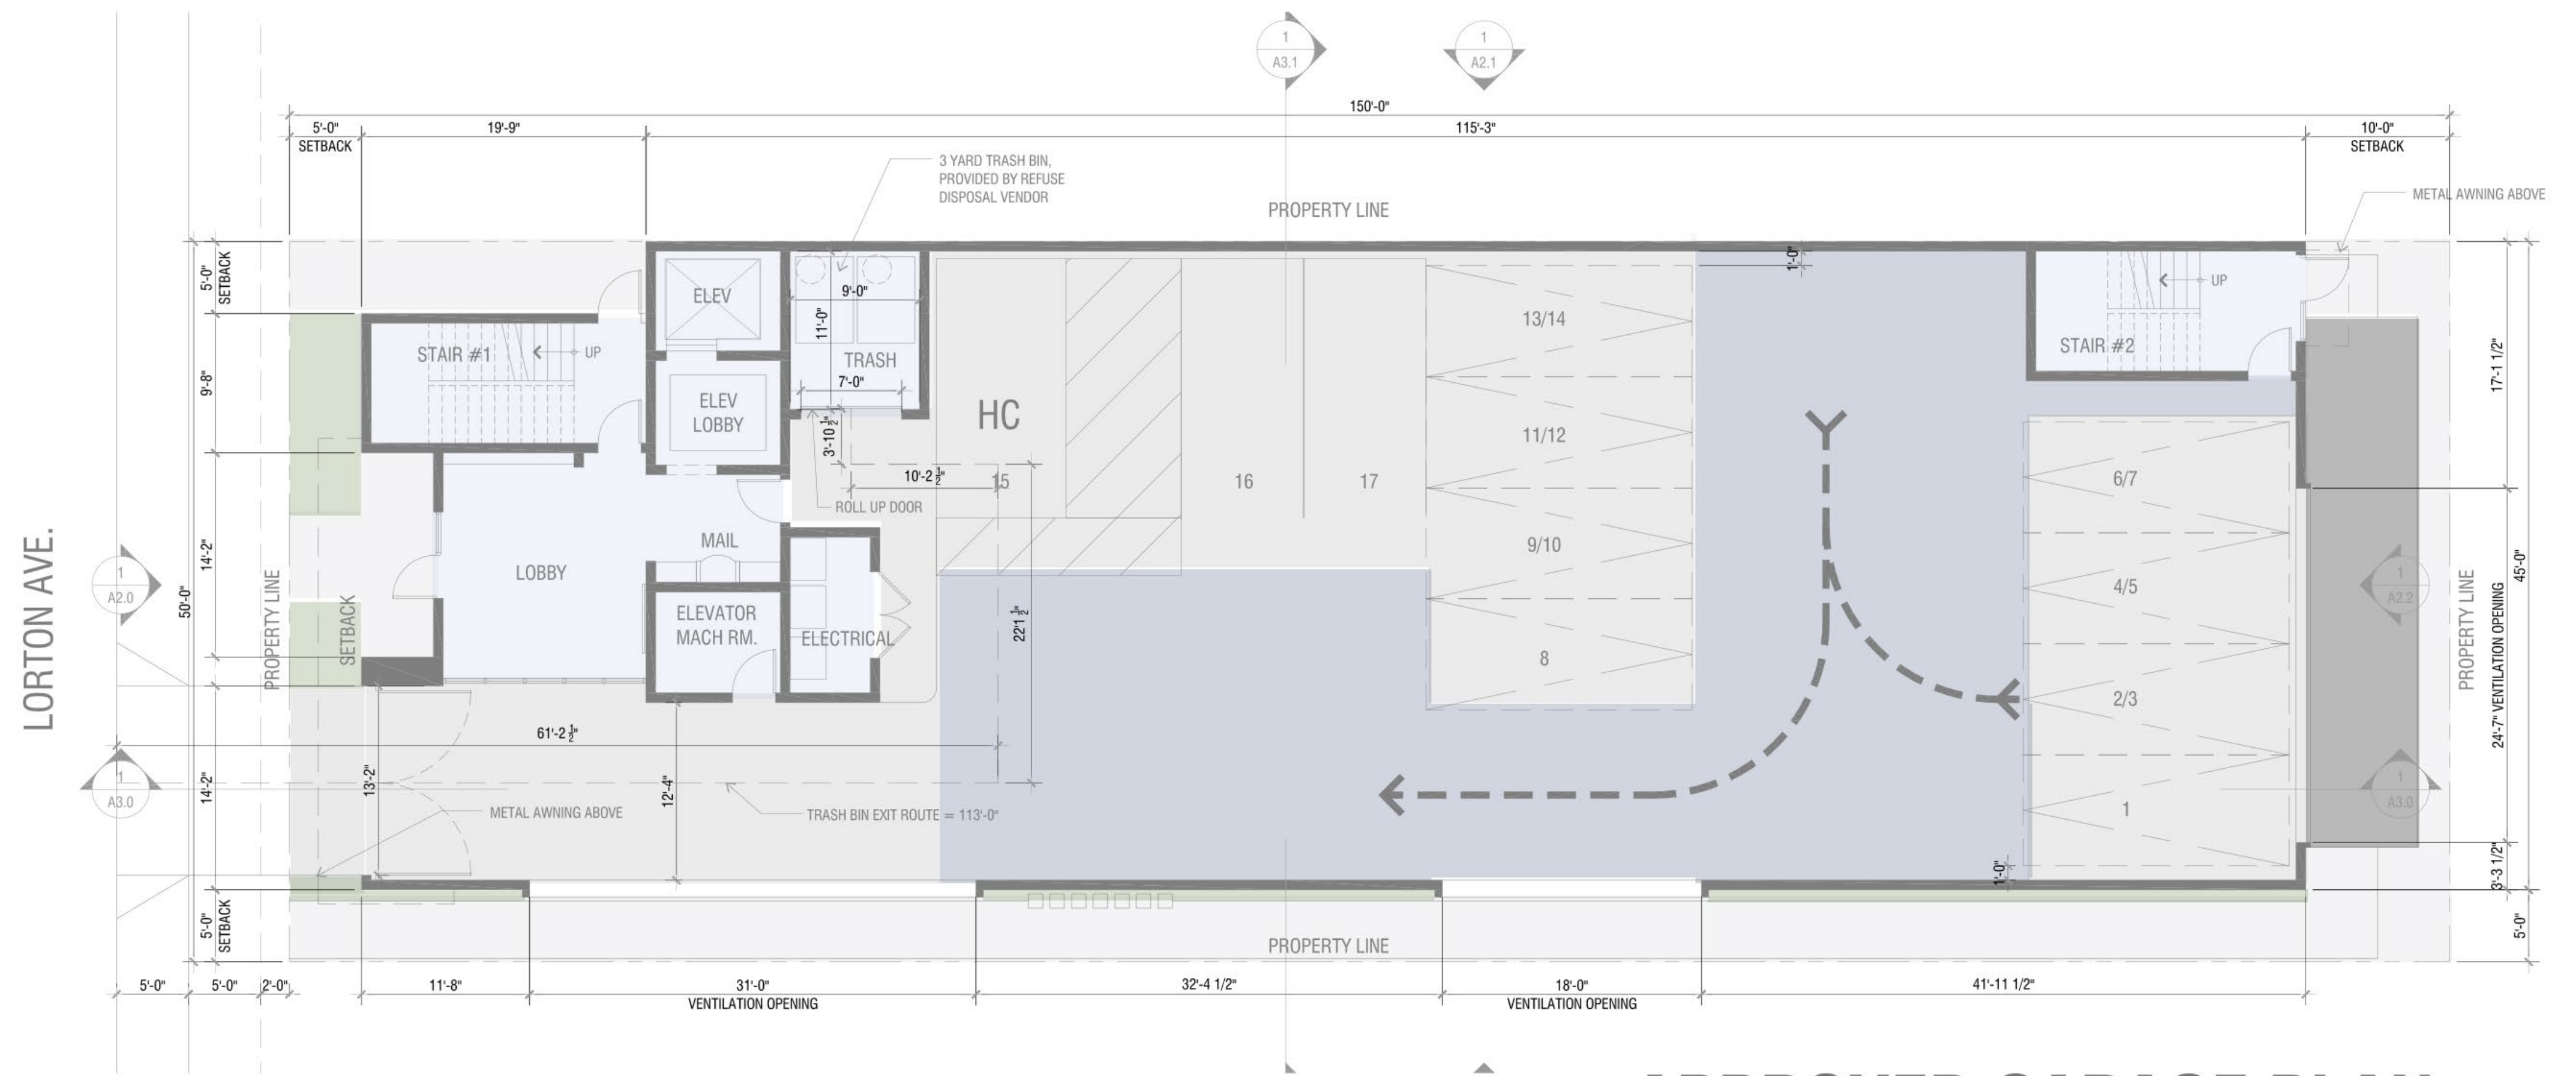 1
A3.1
1
A2.1
150'-0"
5'-0"
SETBACK
19'-9"
115'-3"
10'-0"
SETBACK
3 YARD TRASH BIN,
PROVIDED BY REFUSE
DISPOSAL VENDOR
METAL AWNING ABOVE
PROPERTY LINE
5'-0"
SETBACK
1'-0"
ELEV
9'-0"
11'-0"
UP
13/14
TRASH
STAIR #1
UP
STAIR #2
17'-1 1/2"
9'-8"
7'-0"
ELEV
LOBBY
HC
3'-10 1/2"
11/12
10'-2 1/2"
15
16
17
6/7
ROLL UP DOOR
MAIL
9/10
LORTON AVE.
1
A2.0
14'-2"
50'-0"
PROPERTY LINE
SETBACK
LOBBY
4/5
1
A2.2
PROPERTY LINE
24'-7" VENTILATION OPENING
45'-0"
ELEVATOR
MACH RM.
ELECTRICAL
22'1 1/2"
8
2/3
61'-2 1/2"
1
A3.0
14'-2"
13'-2"
12'-4"
METAL AWNING ABOVE
TRASH BIN EXIT ROUTE = 113'-0"
1
1
A3.0
1'-0"
3'-3 1/2"
5'-0"
SETBACK
PROPERTY LINE
5'-0"
5'-0"
5'-0"
2'-0"
11'-8"
31'-0"
VENTILATION OPENING
32'-4 1/2"
18'-0"
VENTILATION OPENING
41'-11 1/2"